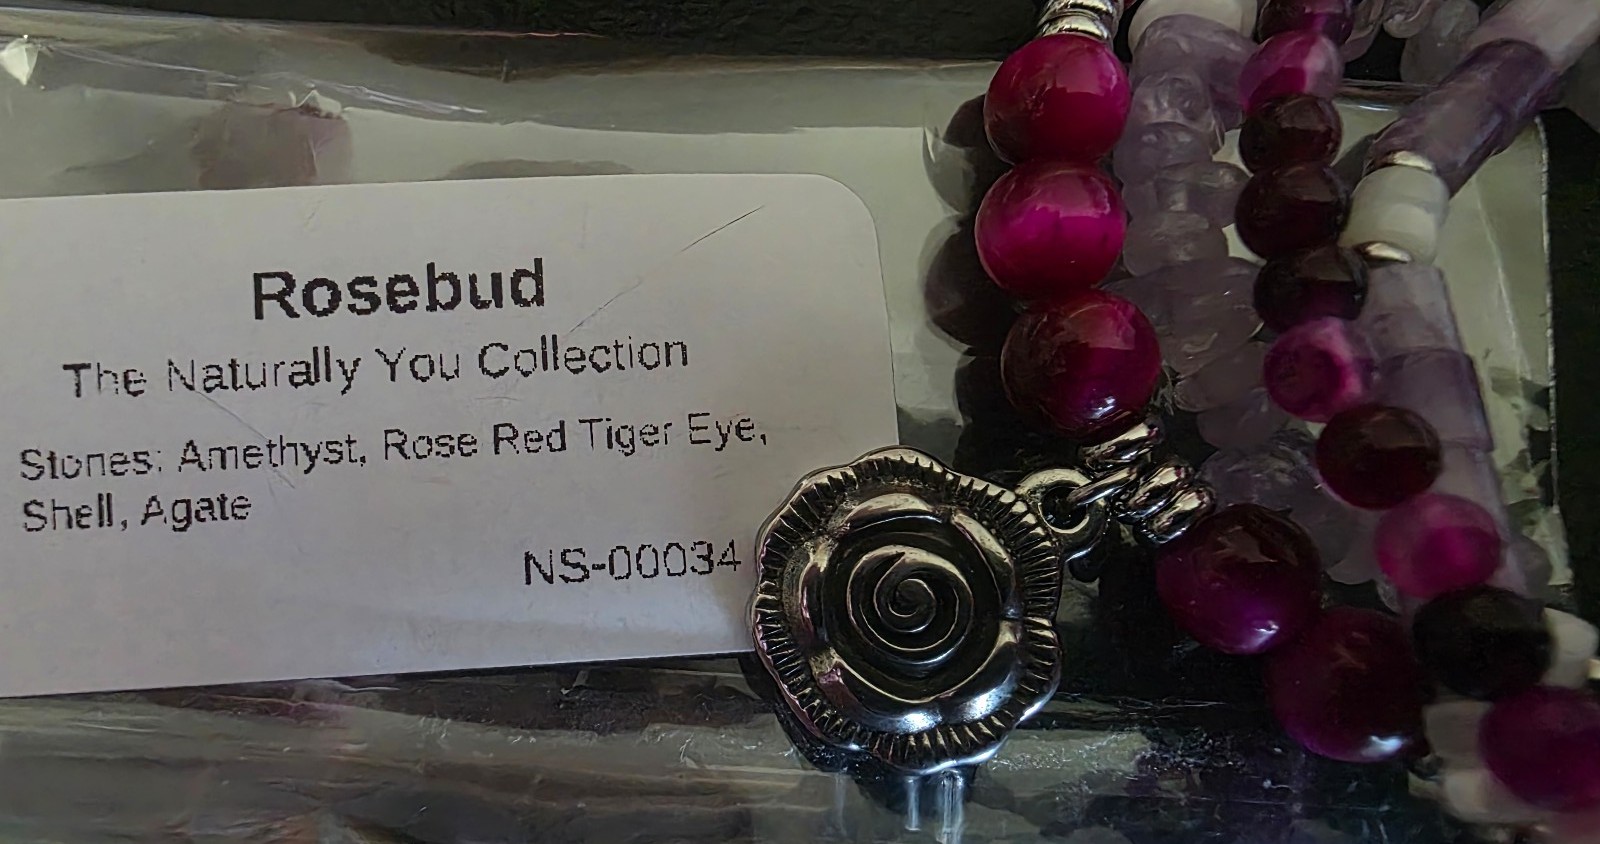 Rosebud
The Naturally You Collection
Stones: Amethyst, Rose Red Tiger Eye,
Shell, Agate
NS-00034